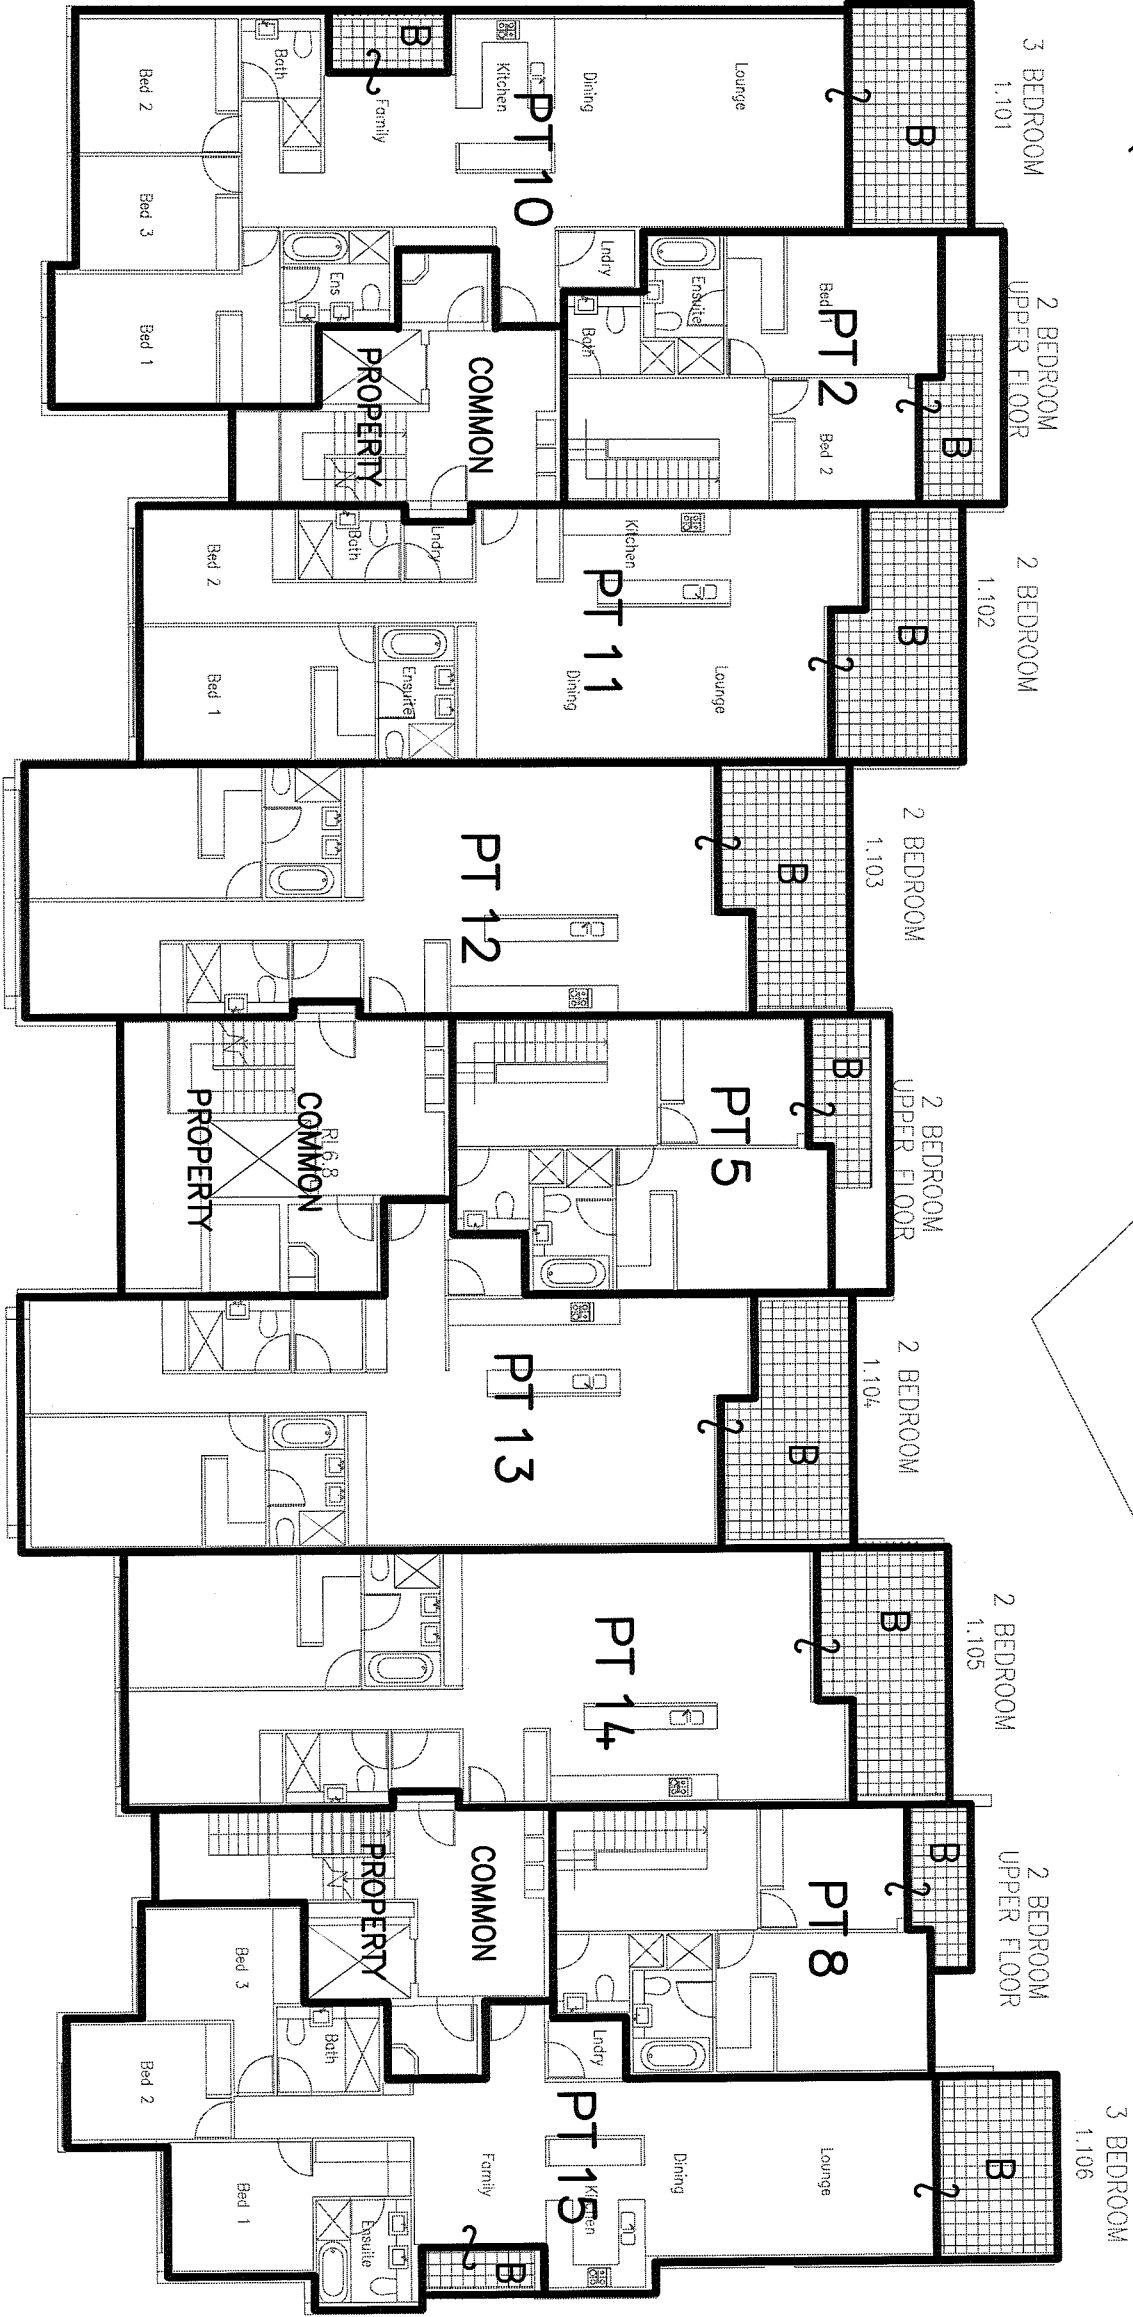 3 BEDROOM
1.101
B
B
Bath
Bed 2
Family
Kitchen
Dining
Lounge
PT 10
Bed 3
Bed 1
Ens
Lndry
2 BEDROOM
UPPER FLOOR
B
Bed 1
Ensuite
Bath
PT 2
Bed 2
COMMON
PROPERTY
2 BEDROOM
1.102
B
Bath
Lndry
Kitchen
Bed 2
PT 11
Bed 1
Ensuite
Dining
Lounge
2 BEDROOM
1.103
B
PT 12
2 BEDROOM
UPPER FLOOR
B
PT 5
COMMON
PROPERTY
RL6.8
2 BEDROOM
1.104
B
PT 13
2 BEDROOM
1.105
B
PT 14
2 BEDROOM
UPPER FLOOR
B
PT 8
COMMON
PROPERTY
3 BEDROOM
1.106
B
Bed 3
Bath
Lndry
Bed 2
PT 15
Family
Kitchen
Dining
Lounge
Bed 1
Ensuite
B